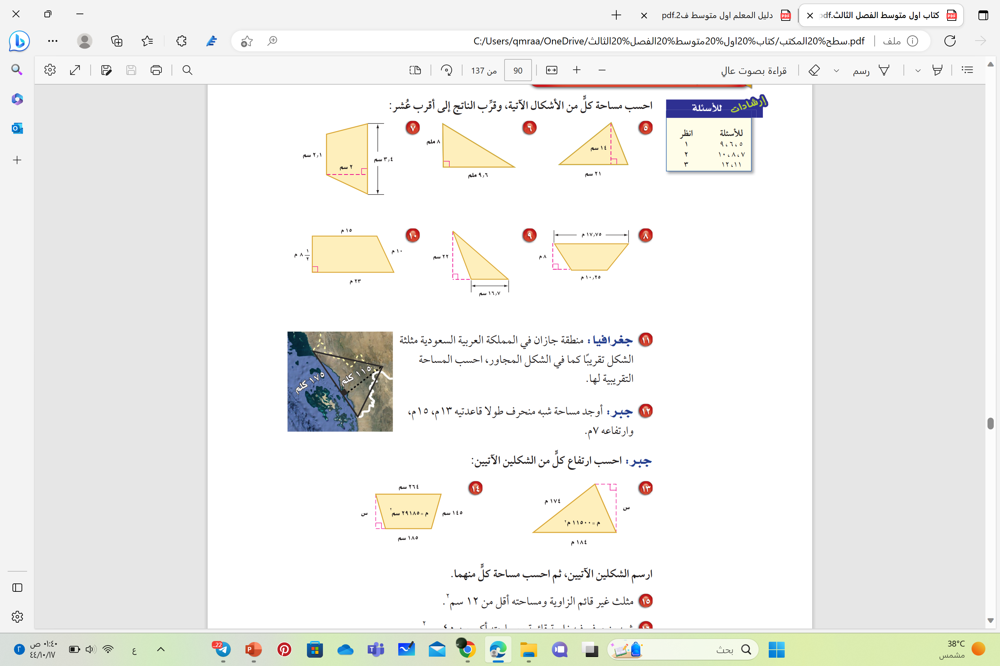 كتاب اول متوسط الفصل الثالث.pdf
دليل المعلم اول متوسط ف2.pdf
ملف
C:/Users/qmraa/OneDrive/سطح%20المكتب/كتاب%20اول%20متوسط%20الفصل%20الثالث.pdf
قراءة بصوت عالٍ
رسم
90
من 137
إرشادات للأسئلة
للأسئلة انظر
٩،٦،٥ ١
١٠،٨،٧ ٢
١٢،١١ ٣
احسب مساحة كلٍّ من الأشكال الآتية، وقرِّب الناتج إلى أقرب عُشر:
٥
١٤ سم
٢١ سم
٦
٨ ملم
٩,٦ ملم
٧
٢,١ سم
٢ سم
٣,٤ سم
٨
١٧,٧٥ م
٨ م
١٠,٢٥ م
٩
٢٢ سم
١٦,٧ سم
١٠
١٥ م
٨ ١/٢ م
١٠ م
٢٣ م
١١ جغرافيا: منطقة جازان في المملكة العربية السعودية مثلثة
الشكل تقريبًا كما في الشكل المجاور، احسب المساحة
التقريبية لها.
١١٥ كلم
١٧٥ كلم
١٢ جبر: أوجد مساحة شبه منحرف طولا قاعدتيه ١٣م، ١٥م،
وارتفاعه ٧م.
جبر: احسب ارتفاع كلٍّ من الشكلين الآتيين:
١٣
١٧٤ م
س
م = ١١٥٠٠ م٢
١٨٤ م
١٤
٢٦٤ سم
س
م = ٢٩١٨٥ سم٢
١٤٥ سم
١٨٥ سم
ارسم الشكلين الآتيين، ثم احسب مساحة كلٍّ منهما.
١٥ مثلث غير قائم الزاوية ومساحته أقل من ١٢ سم٢.
38°C
مشمس
بحث
22..
ع
٠١:٤٠ ص
٤٤/١٠/١٧
٢